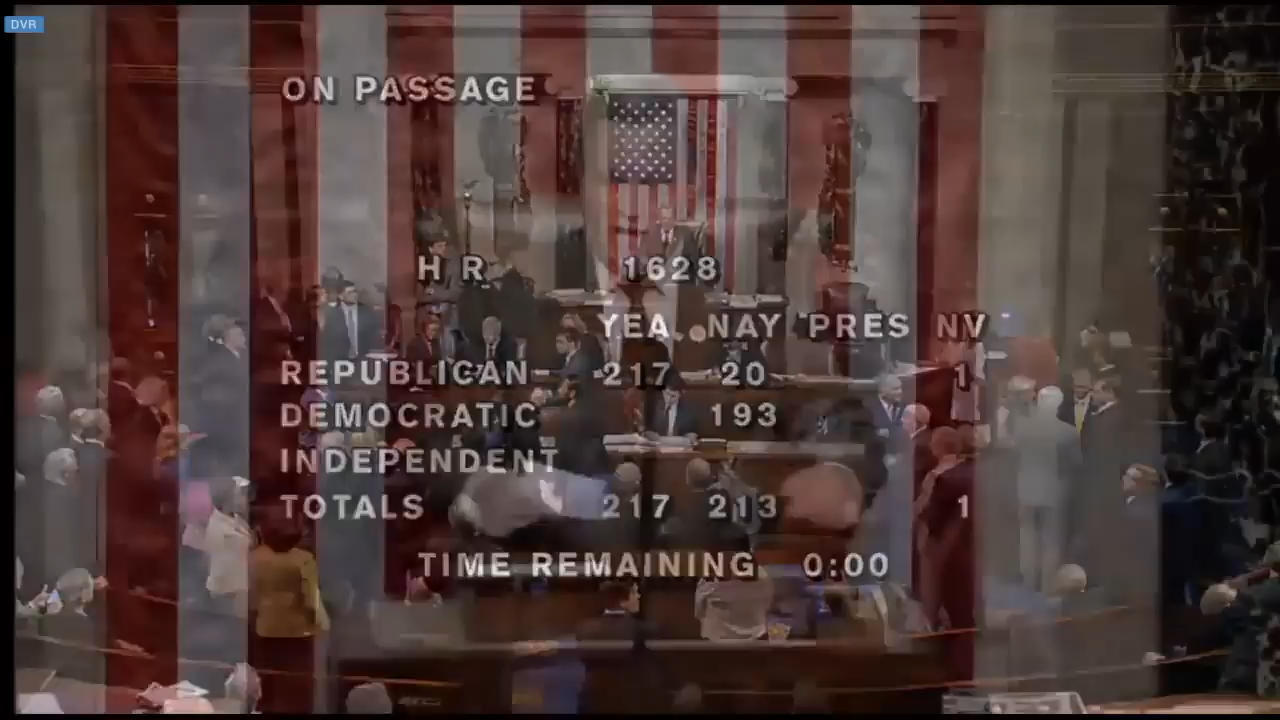 DVR
ON PASSAGE
H R 1628
YEA NAY PRES NV
REPUBLICAN 217 20 1
DEMOCRATIC 193
INDEPENDENT
TOTALS 217 213 1
TIME REMAINING 0:00